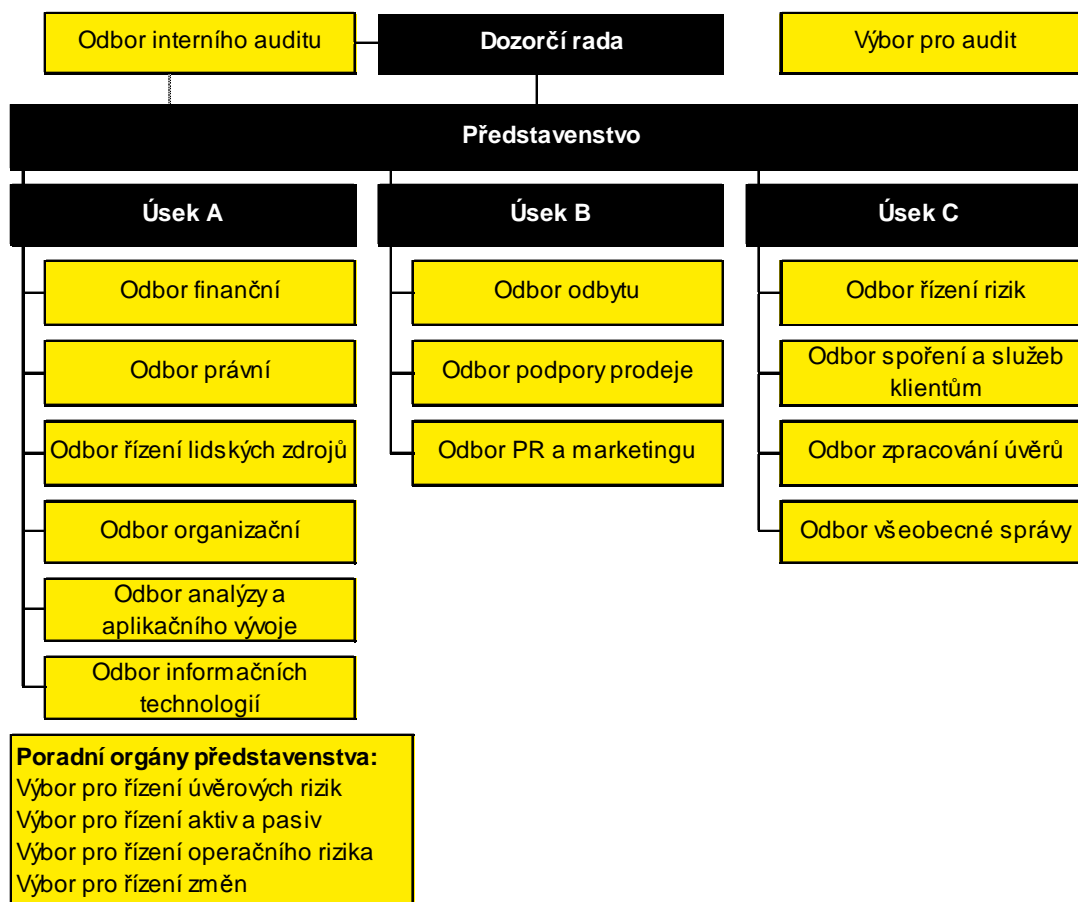 Odbor interního auditu
Dozorčí rada
Výbor pro audit
Představenstvo
Úsek A
Úsek B
Úsek C
Odbor finanční
Odbor odbytu
Odbor řízení rizik
Odbor právní
Odbor podpory prodeje
Odbor spoření a služeb
klientům
Odbor řízení lidských zdrojů
Odbor PR a marketingu
Odbor zpracování úvěrů
Odbor organizační
Odbor všeobecné správy
Odbor analýzy a
aplikačního vývoje
Odbor informačních
technologií
Poradní orgány představenstva:
Výbor pro řízení úvěrových rizik
Výbor pro řízení aktiv a pasiv
Výbor pro řízení operačního rizika
Výbor pro řízení změn